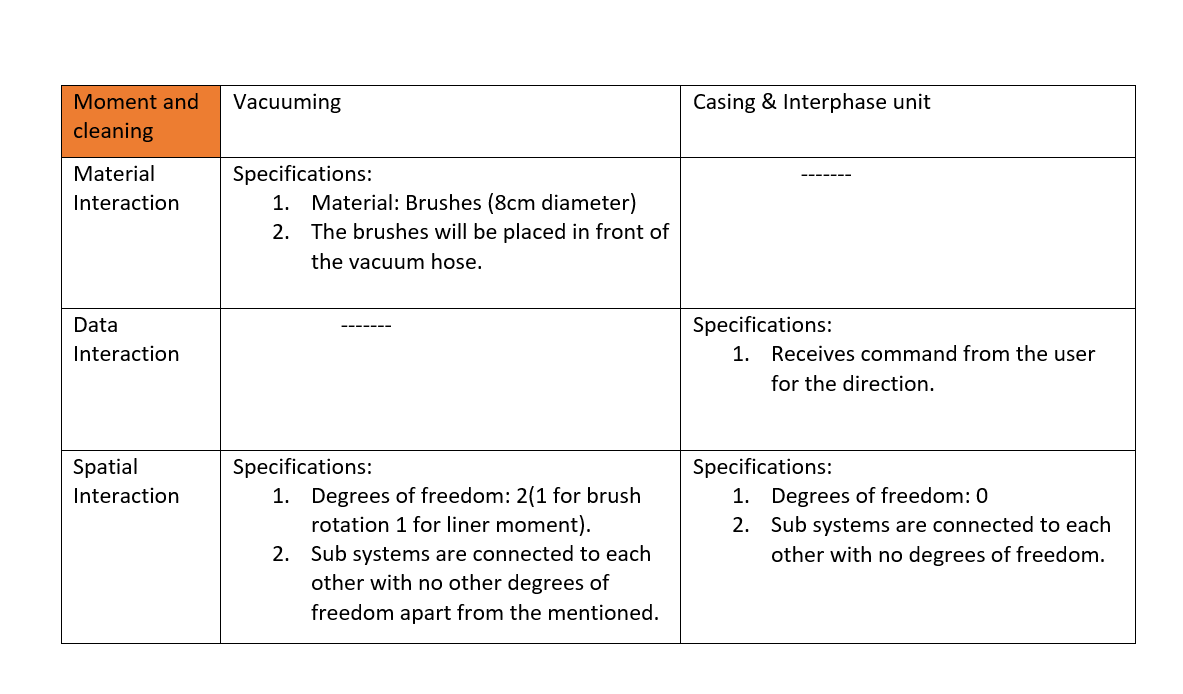 Moment and
cleaning
Vacuuming
Casing & Interphase unit
Material
Interaction
Specifications:
1. Material: Brushes (8cm diameter)
2. The brushes will be placed in front of
the vacuum hose.
-------
Data
Interaction
-------
Specifications:
1. Receives command from the user
for the direction.
Spatial
Interaction
Specifications:
1. Degrees of freedom: 2(1 for brush
rotation 1 for liner moment).
2. Sub systems are connected to each
other with no other degrees of
freedom apart from the mentioned.
Specifications:
1. Degrees of freedom: 0
2. Sub systems are connected to each
other with no degrees of freedom.